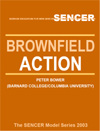 SENCER
BROWNFIELD
ACTION
PETER BOWER
(BARNARD COLLEGE/COLUMBIA UNIVERSITY)
The SENCER Model Series 2003